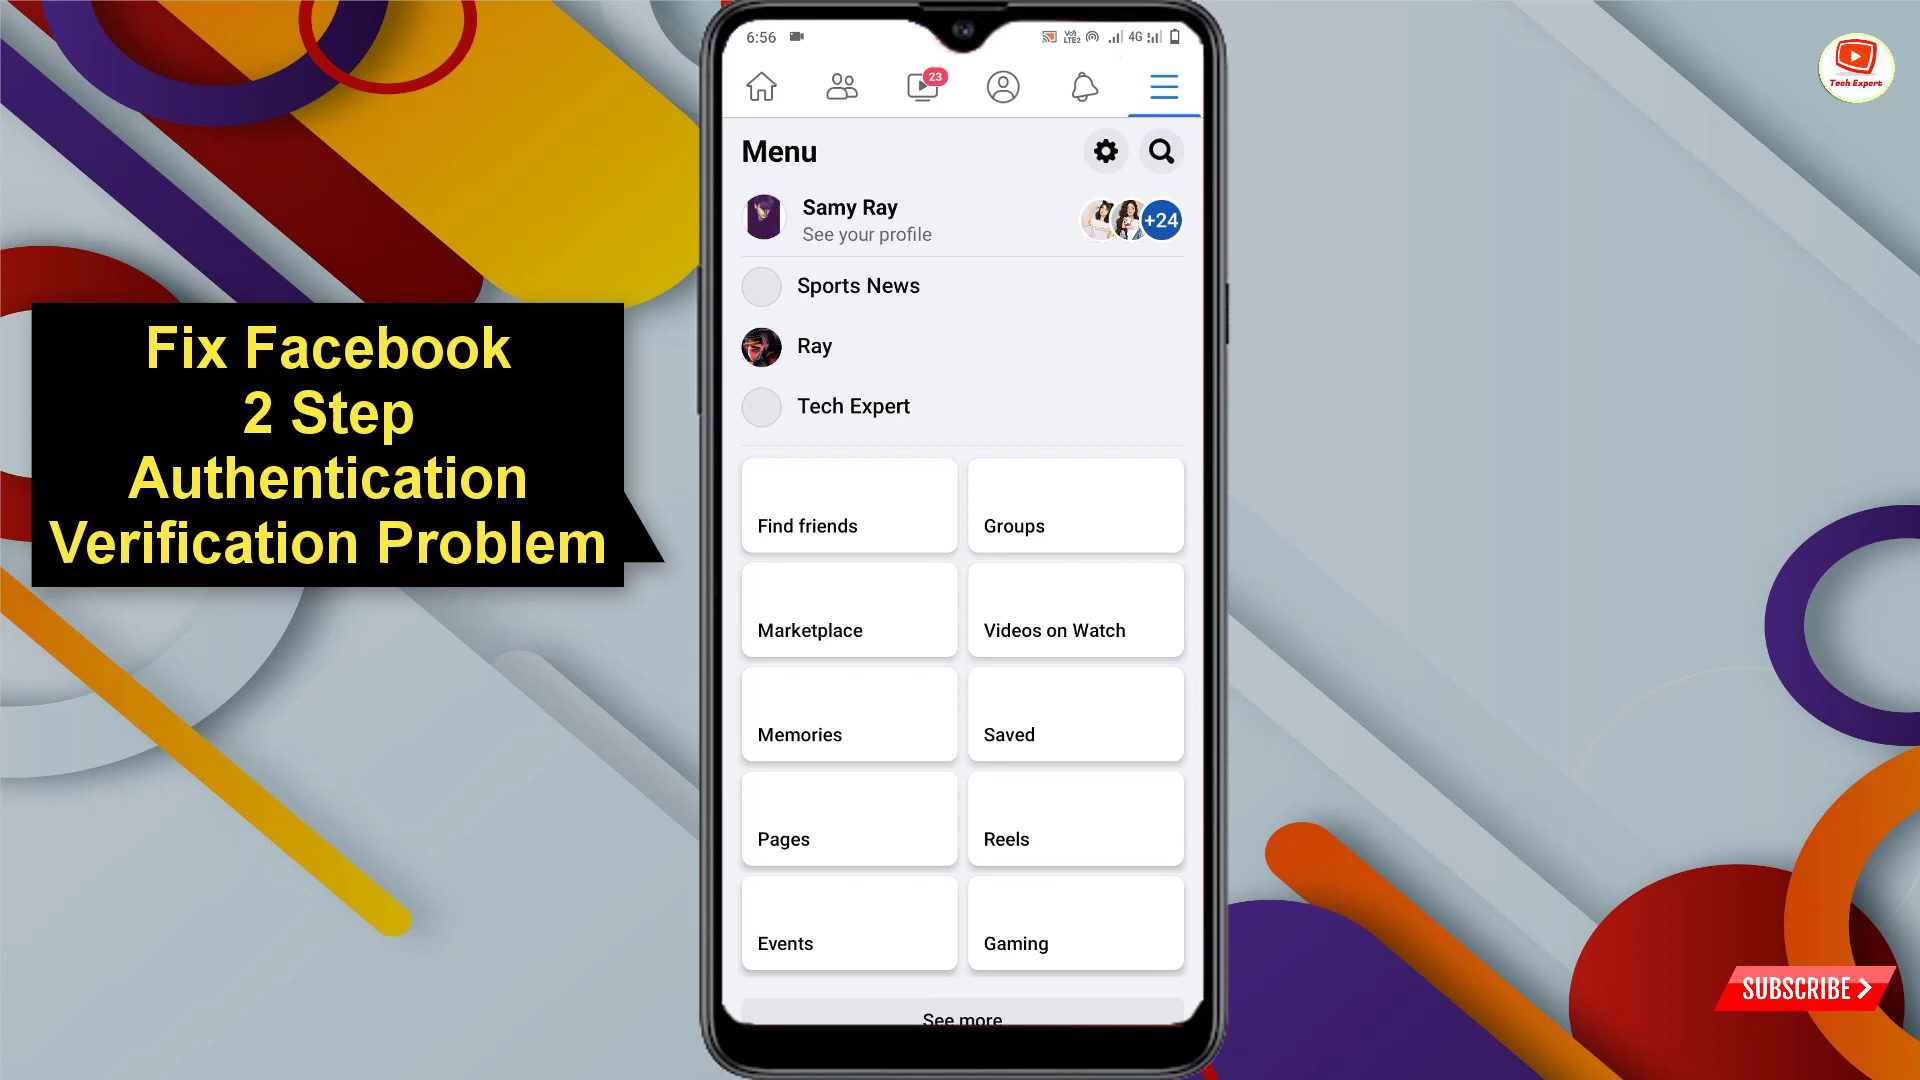 6:56
Vo)
LTE2
4G
23
Tech Expert
Menu
Samy Ray
See your profile
+24
Sports News
Ray
Tech Expert
Fix Facebook
2 Step
Authentication
Verification Problem
Find friends
Groups
Marketplace
Videos on Watch
Memories
Saved
Pages
Reels
Events
Gaming
See more
SUBSCRIBE